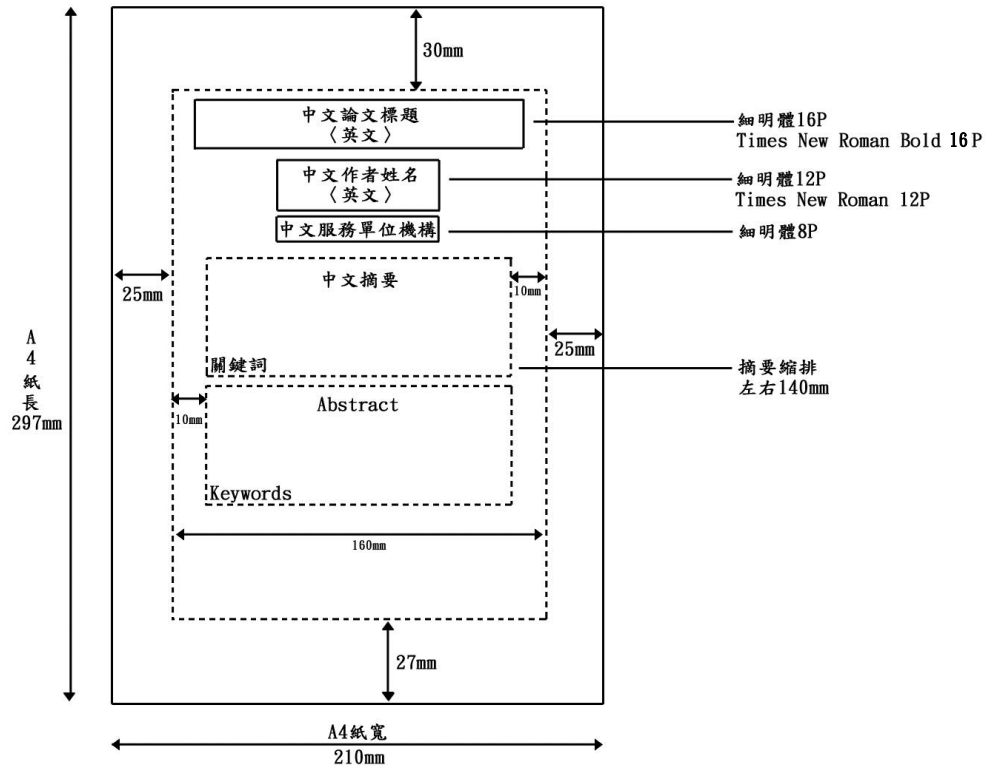 30mm
中文論文標題
〈英文〉
細明體16P
Times New Roman Bold 16P
中文作者姓名
〈英文〉
細明體12P
Times New Roman 12P
中文服務單位機構
細明體8P
中文摘要
10mm
25mm
關鍵詞
25mm
摘要縮排
左右140mm
A
4
紙
長
297mm
10mm
Abstract
Keywords
160mm
27mm
A4紙寬
210mm